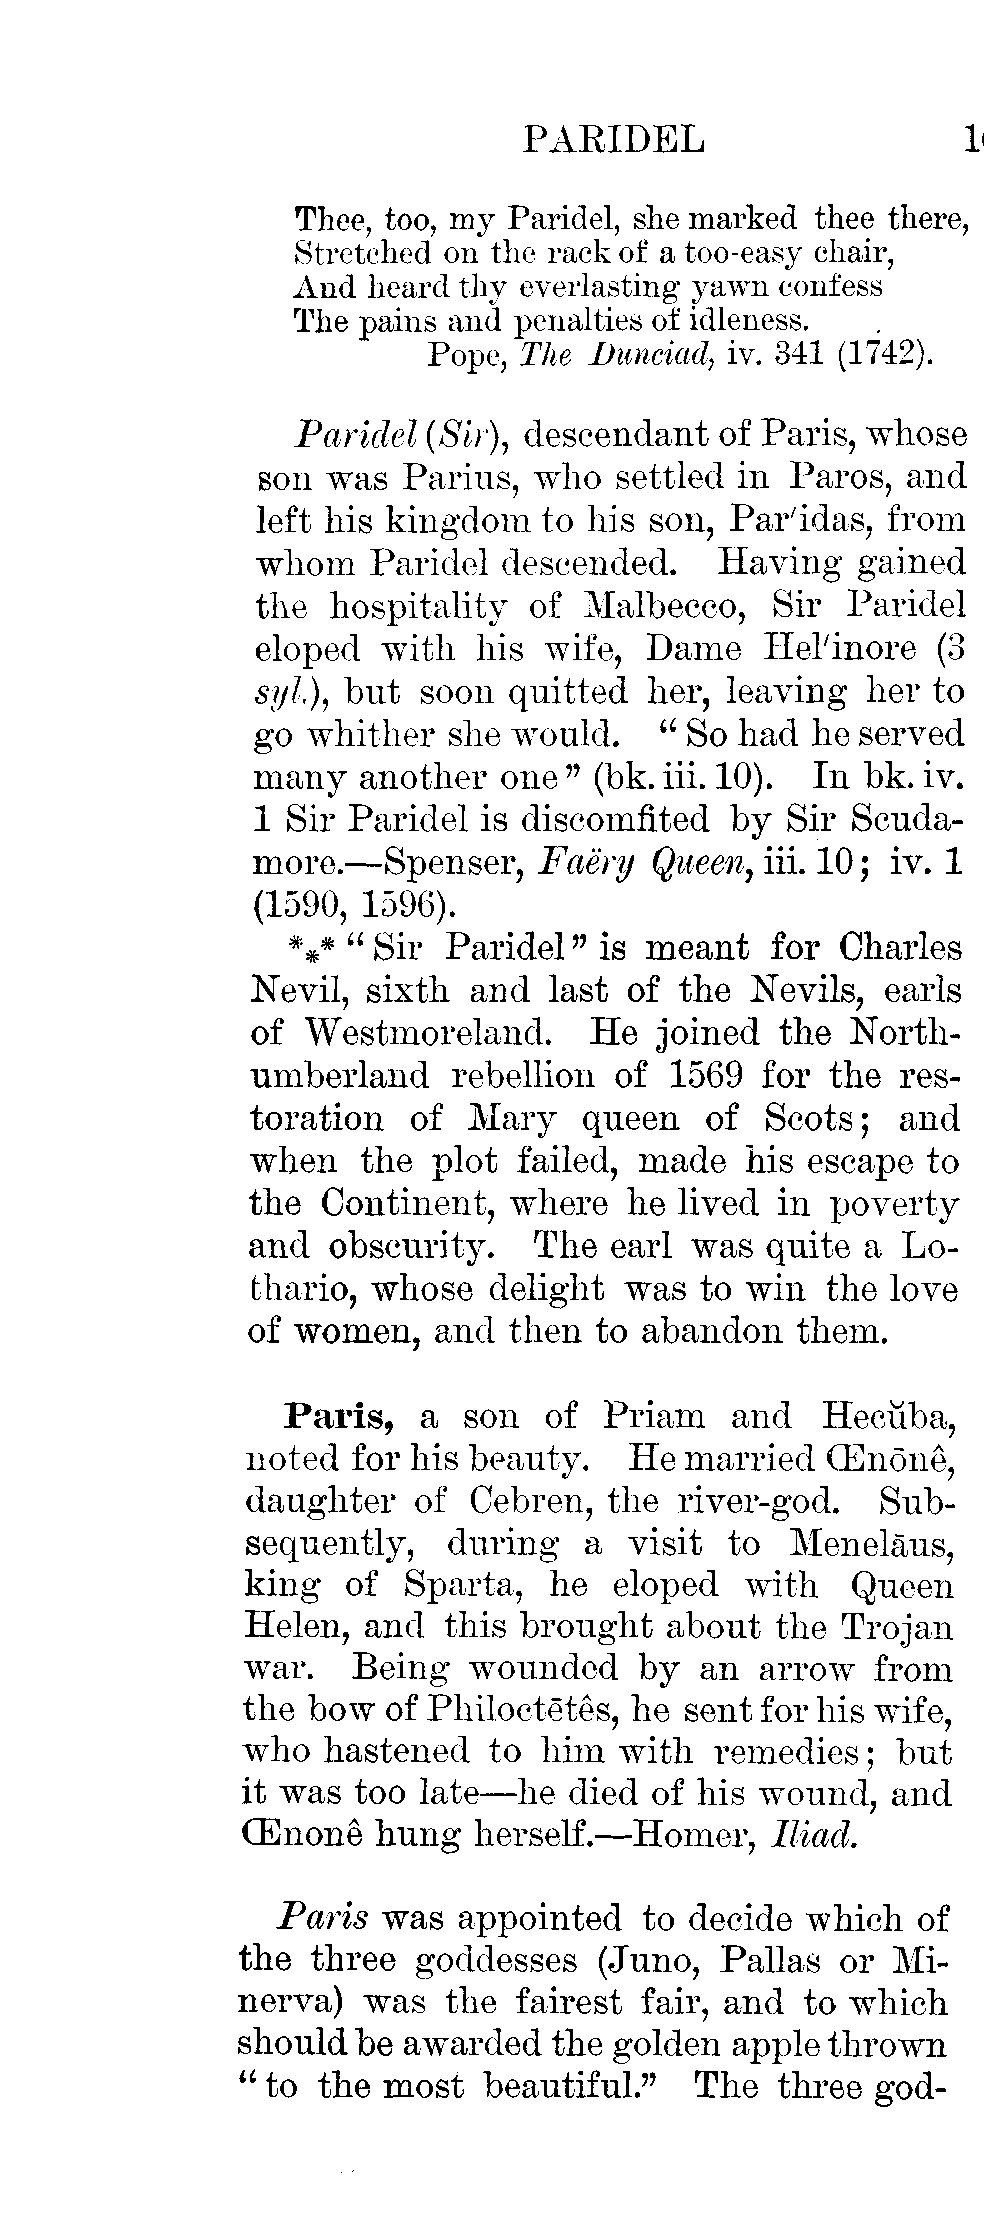 PARIDEL
Thee, too, my Paridel, she marked thee there,
Stretched on the rack of a too-easy chair,
And heard thy everlasting yawn confess
The pains and penalties of idleness.
Pope, The Dunciad, iv. 341 (1742).
Paridel (Sir), descendant of Paris, whose
son was Parius, who settled in Paros, and
left his kingdom to his son, Par'idas, from
whom Paridel descended. Having gained
the hospitality of Malbecco, Sir Paridel
eloped with his wife, Dame Hel'inore (3
syl.), but soon quitted her, leaving her to
go whither she would. “So had he served
many another one” (bk. iii. 10). In bk. iv.
1 Sir Paridel is discomfited by Sir Scuda-
more.—Spenser, Faëry Queen, iii. 10; iv. 1
(1590, 1596).
*⁎* “Sir Paridel” is meant for Charles
Nevil, sixth and last of the Nevils, earls
of Westmoreland. He joined the North-
umberland rebellion of 1569 for the res-
toration of Mary queen of Scots; and
when the plot failed, made his escape to
the Continent, where he lived in poverty
and obscurity. The earl was quite a Lo-
thario, whose delight was to win the love
of women, and then to abandon them.
Paris, a son of Priam and Hecŭba,
noted for his beauty. He married Œnōnê,
daughter of Cebren, the river-god. Sub-
sequently, during a visit to Menelāus,
king of Sparta, he eloped with Queen
Helen, and this brought about the Trojan
war. Being wounded by an arrow from
the bow of Philoctētês, he sent for his wife,
who hastened to him with remedies; but
it was too late—he died of his wound, and
Œnonê hung herself.—Homer, Iliad.
Paris was appointed to decide which of
the three goddesses (Juno, Pallas or Mi-
nerva) was the fairest fair, and to which
should be awarded the golden apple thrown
“to the most beautiful.” The three god-